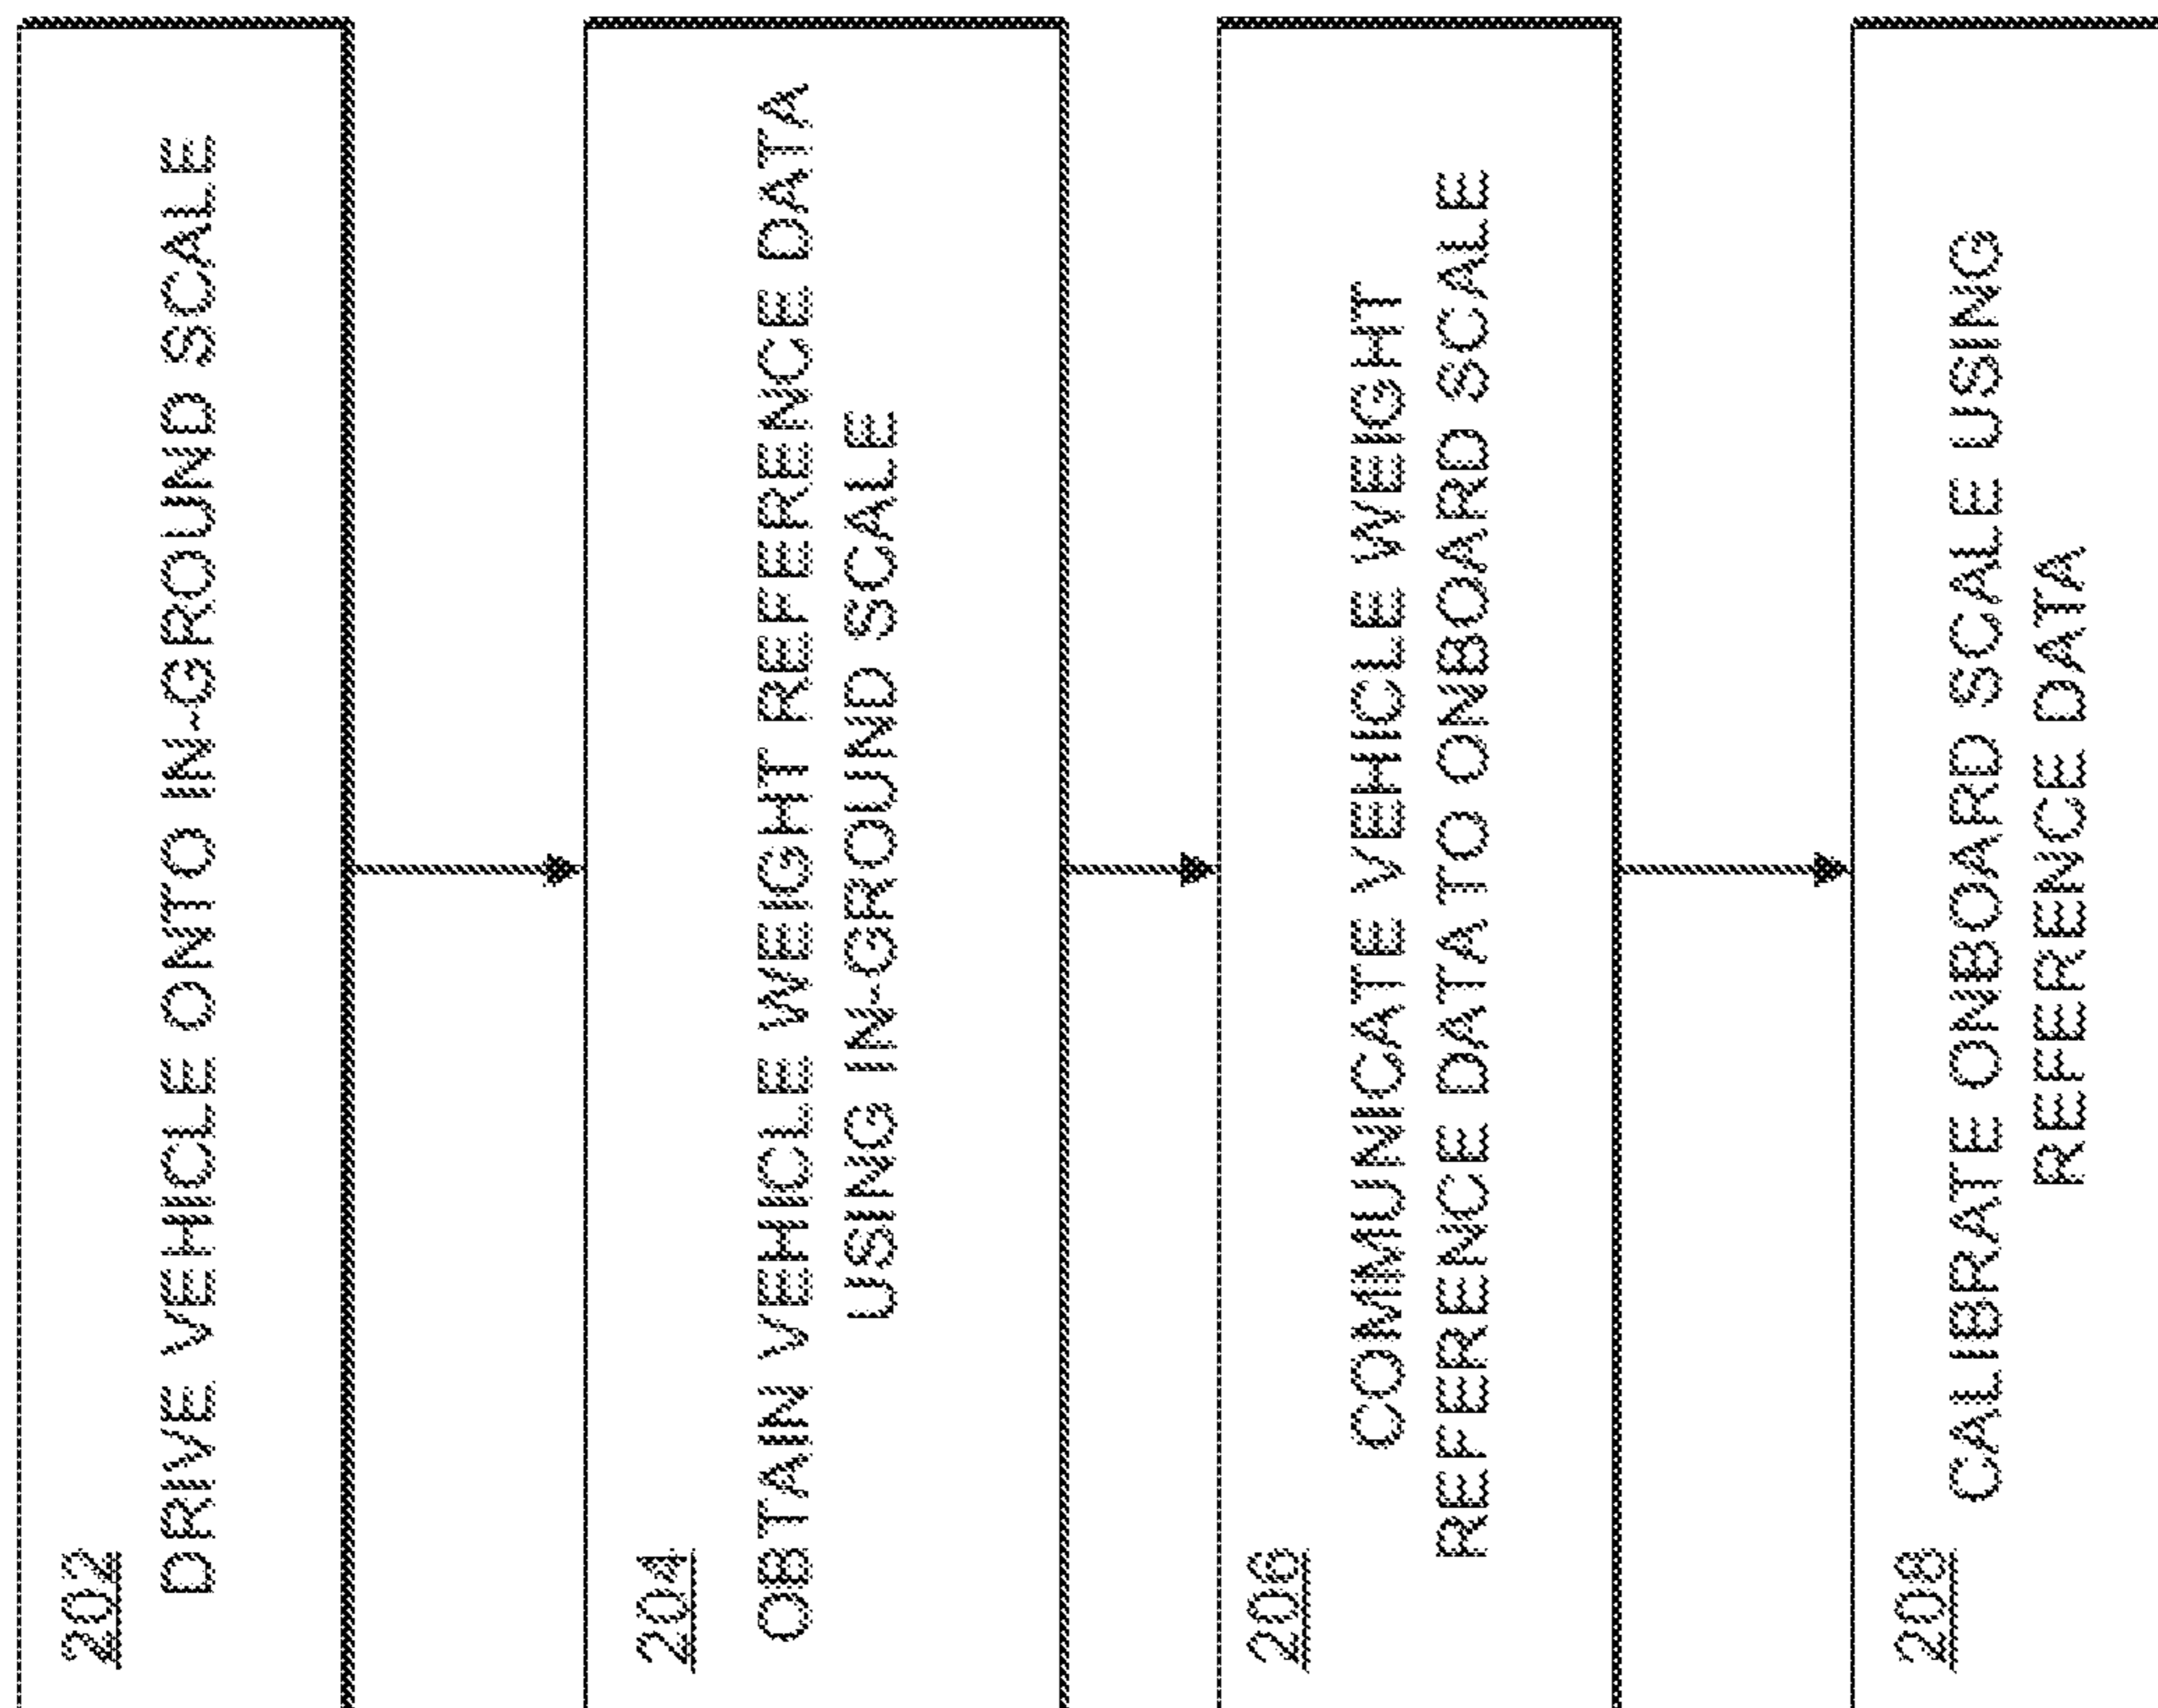 202
DRIVE VEHICLE ONTO IN-GROUND SCALE
204
OBTAIN VEHICLE WEIGHT REFERENCE DATA
USING IN-GROUND SCALE
206
COMMUNICATE VEHICLE WEIGHT
REFERENCE DATA TO ONBOARD SCALE
208
CALIBRATE ONBOARD SCALE USING
REFERENCE DATA